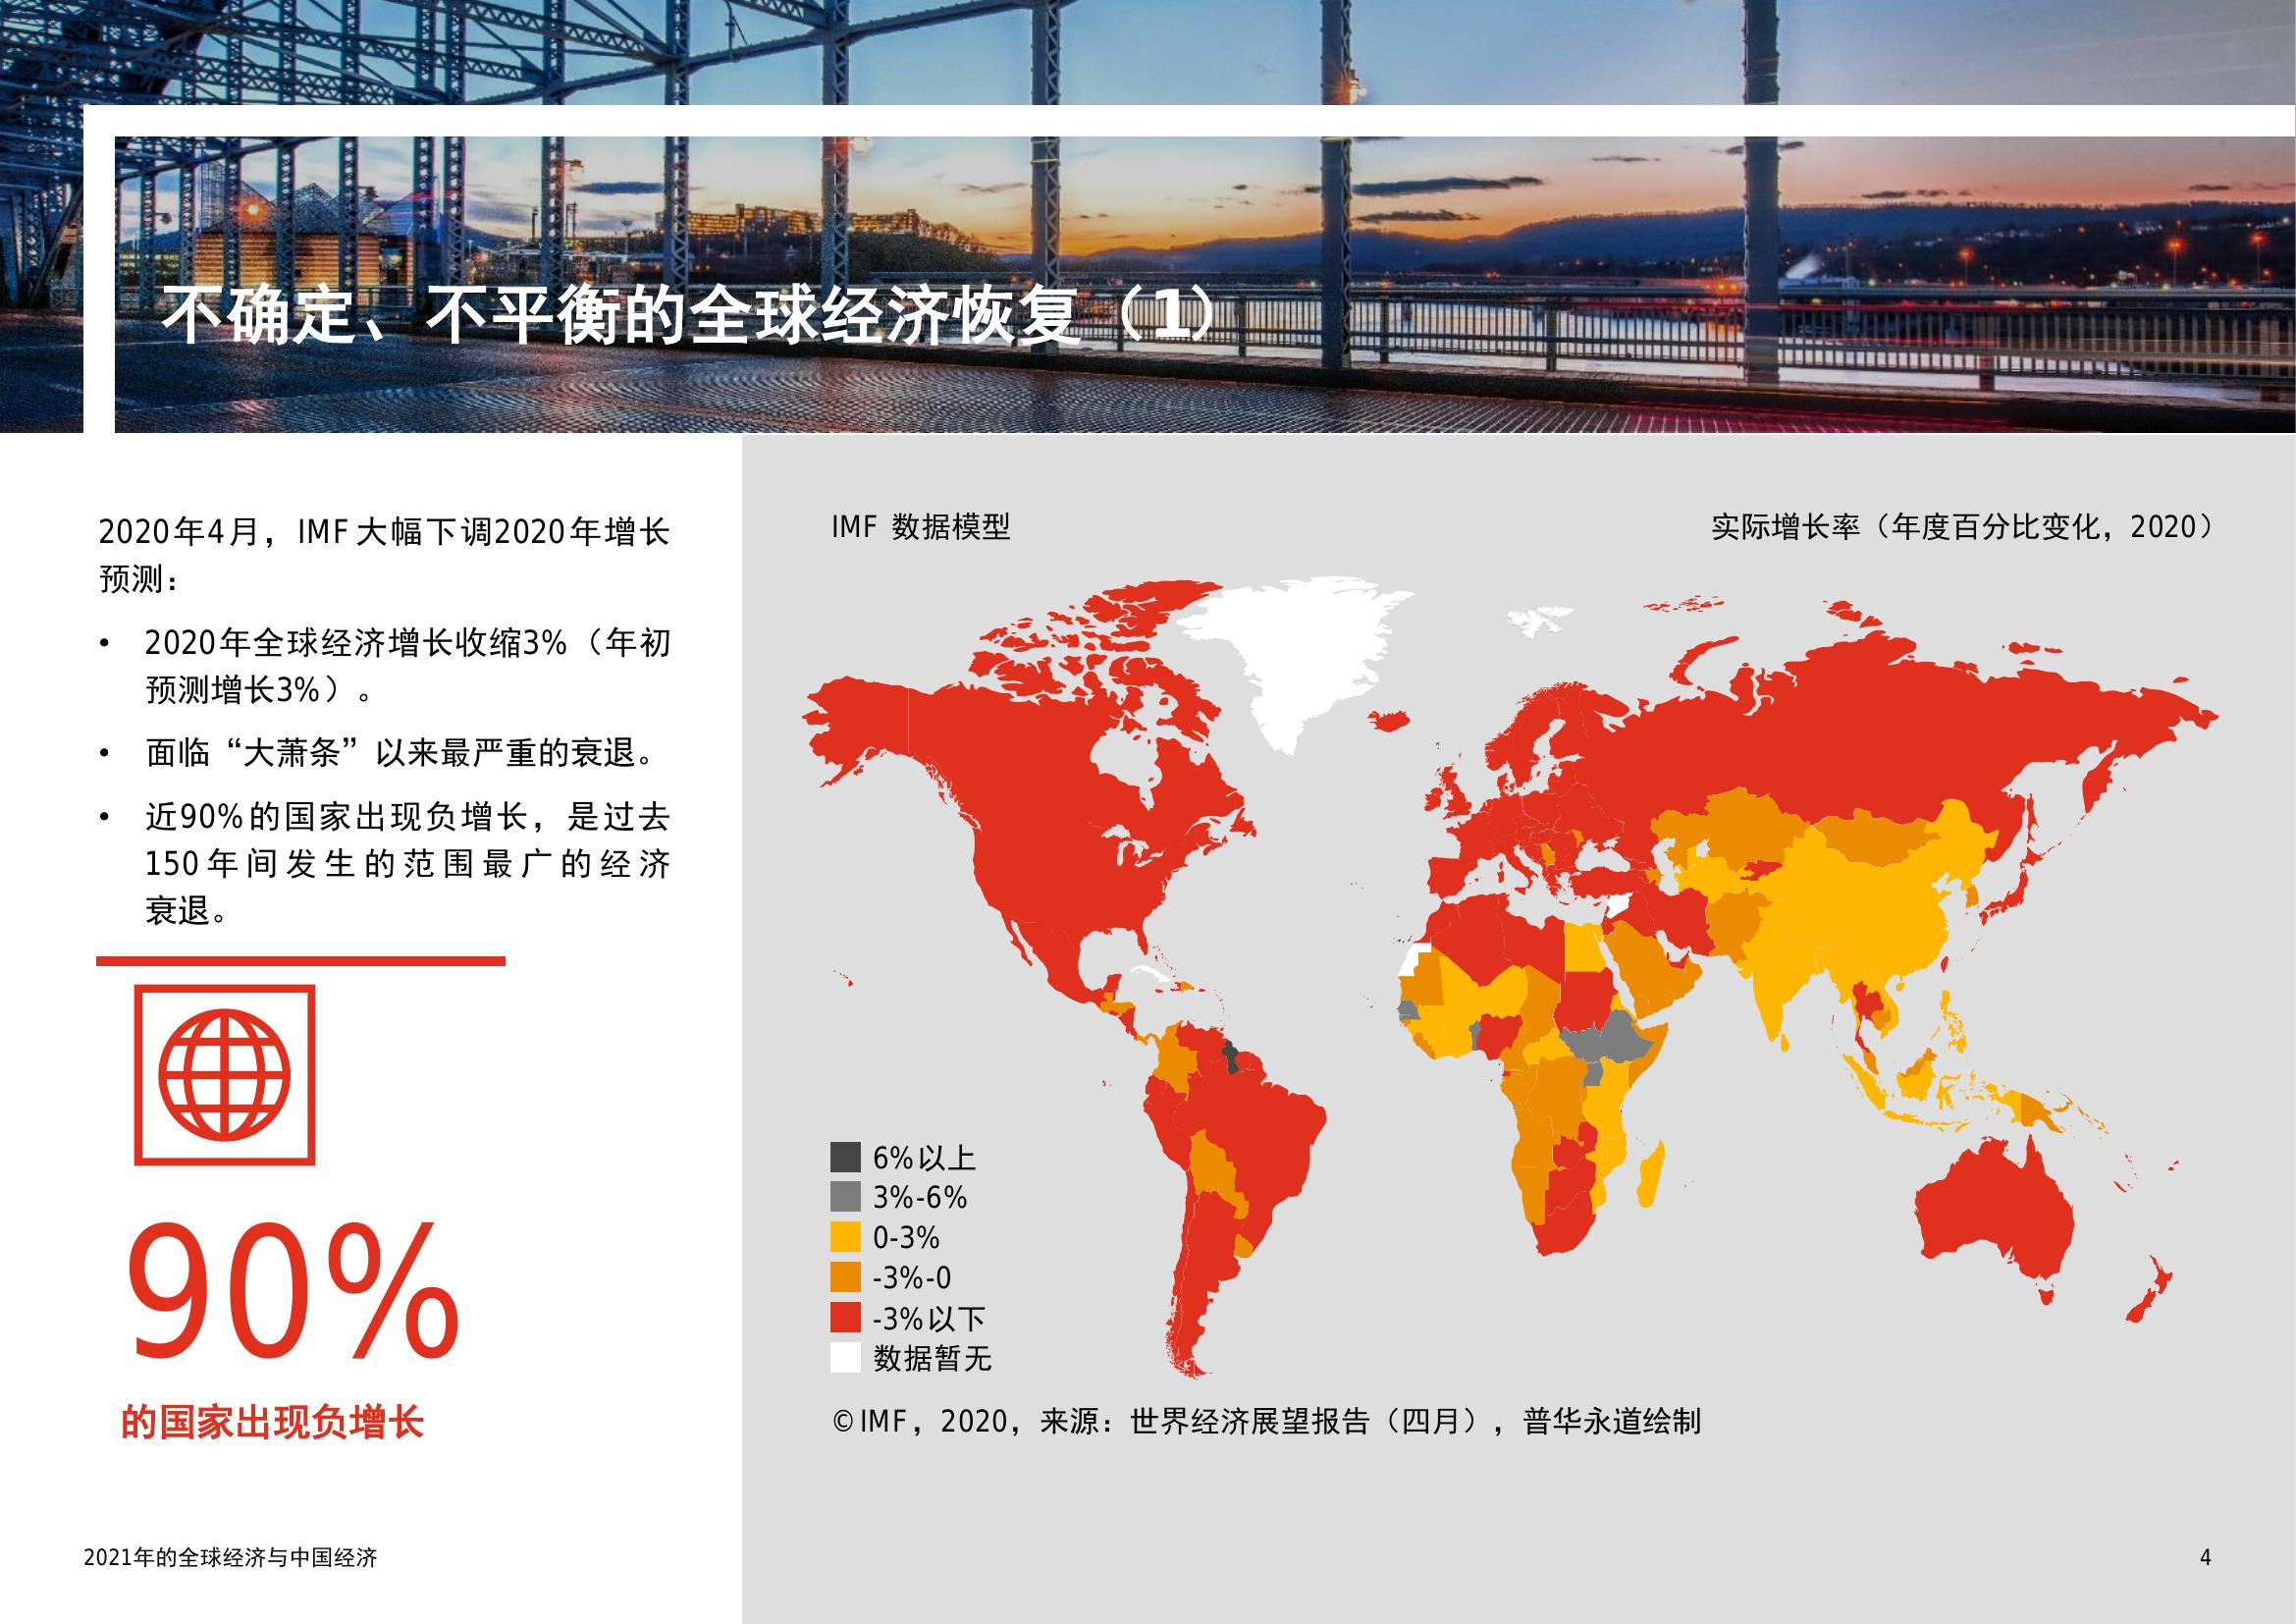 不确定、不平衡的全球经济恢复（1）
2020年4月，IMF大幅下调2020年增长
预测：
• 2020年全球经济增长收缩3%（年初
预测增长3%）。
• 面临“大萧条”以来最严重的衰退。
• 近90%的国家出现负增长，是过去
150年间发生的范围最广的经济
衰退。
90%
的国家出现负增长
IMF 数据模型
实际增长率（年度百分比变化，2020）
6%以上
3%-6%
0-3%
-3%-0
-3%以下
数据暂无
©IMF，2020，来源：世界经济展望报告（四月），普华永道绘制
2021年的全球经济与中国经济
4